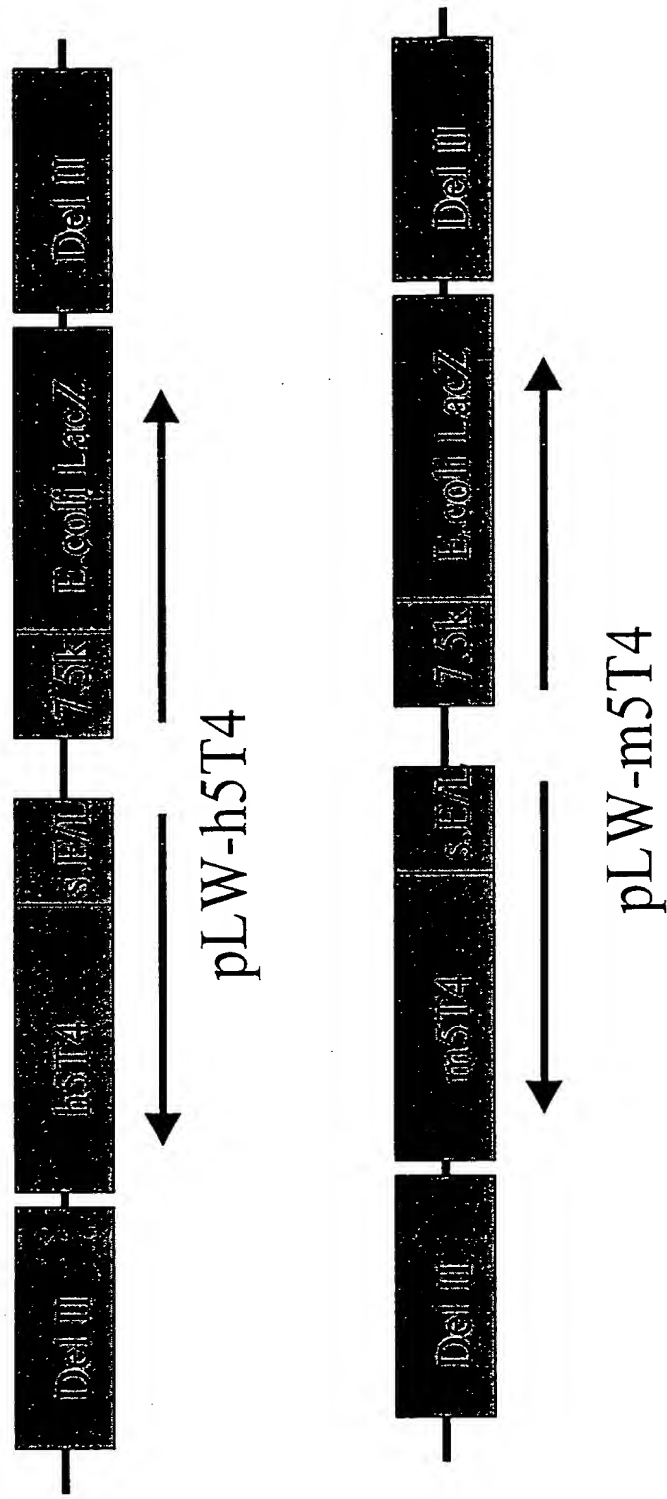 Del III h5T4 s.E/L 7.5k E.coli LacZ Del III
pLW-h5T4
Del III m5T4 s.E/L 7.5k E.coli LacZ Del III
pLW-m5T4